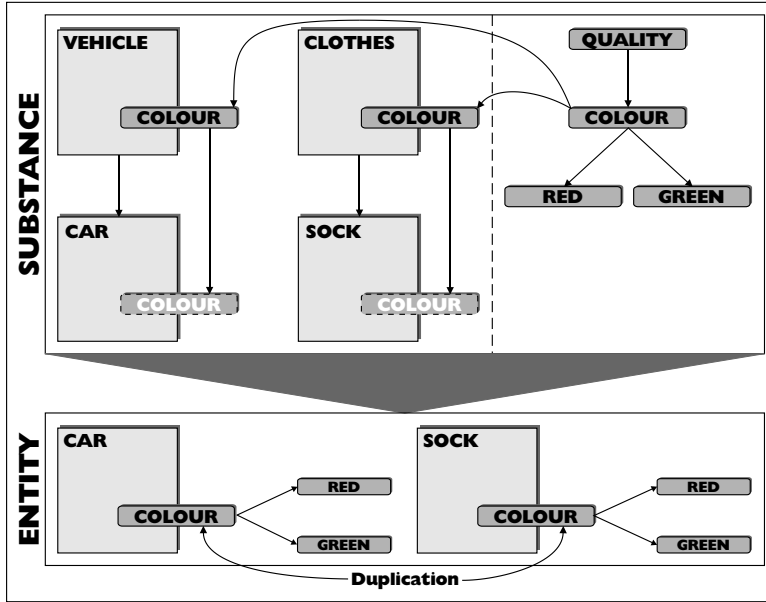 SUBSTANCE
VEHICLE
CLOTHES
QUALITY
COLOUR
COLOUR
COLOUR
RED
GREEN
CAR
SOCK
COLOUR
COLOUR
ENTITY
CAR
SOCK
RED
RED
COLOUR
COLOUR
GREEN
GREEN
Duplication